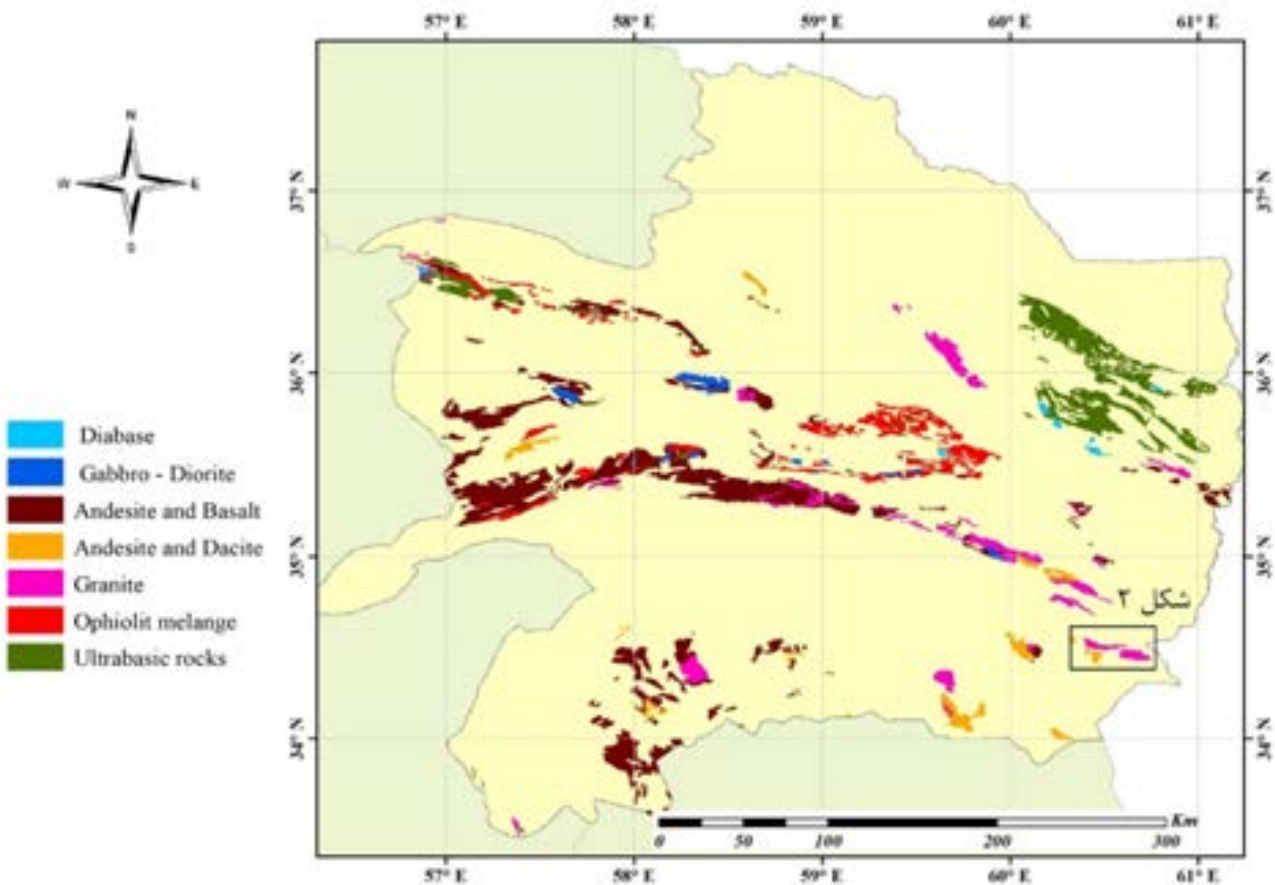 57° E 58° E 59° E 60° E 61° E
N
W E
S
37° N 37° N
36° N 36° N
35° N 35° N
34° N 34° N
Diabase
Gabbro - Diorite
Andesite and Basalt
Andesite and Dacite
Granite
Ophiolit melange
Ultrabasic rocks
شکل ۲
Km
0 50 100 200 300
57° E 58° E 59° E 60° E 61° E